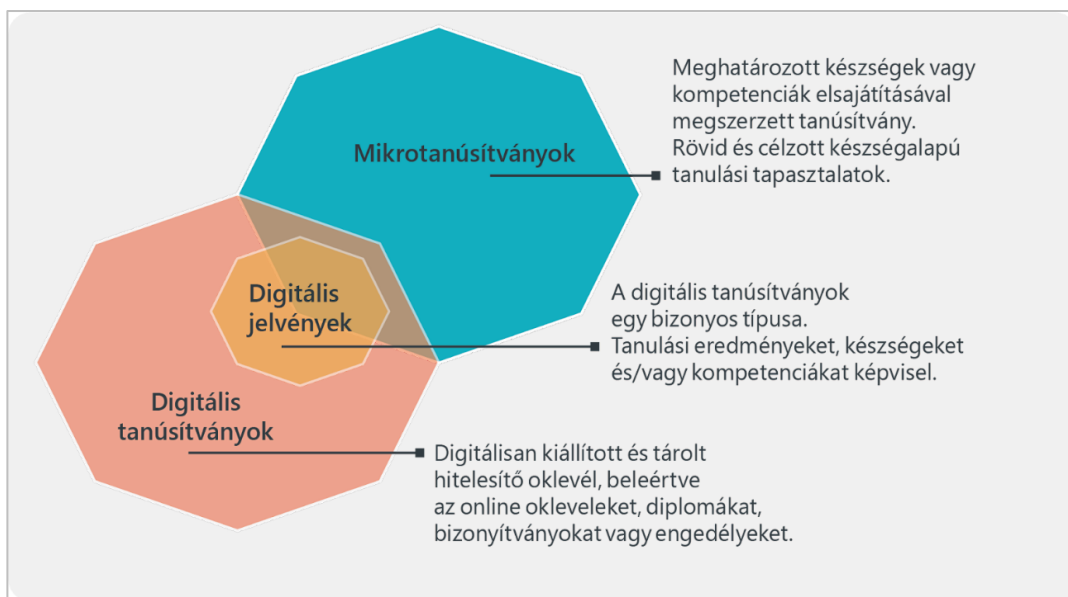 Mikrotanúsítványok
Meghatározott készségek vagy
kompetenciák elsajátításával
megszerzett tanúsítvány.
Rövid és célzott készségalapú
tanulási tapasztalatok.
Digitális
jelvények
A digitális tanúsítványok
egy bizonyos típusa.
Tanulási eredményeket, készségeket
és/vagy kompetenciákat képvisel.
Digitális
tanúsítványok
Digitálisan kiállított és tárolt
hitelesítő oklevél, beleértve
az online okleveleket, diplomákat,
bizonyítványokat vagy engedélyeket.